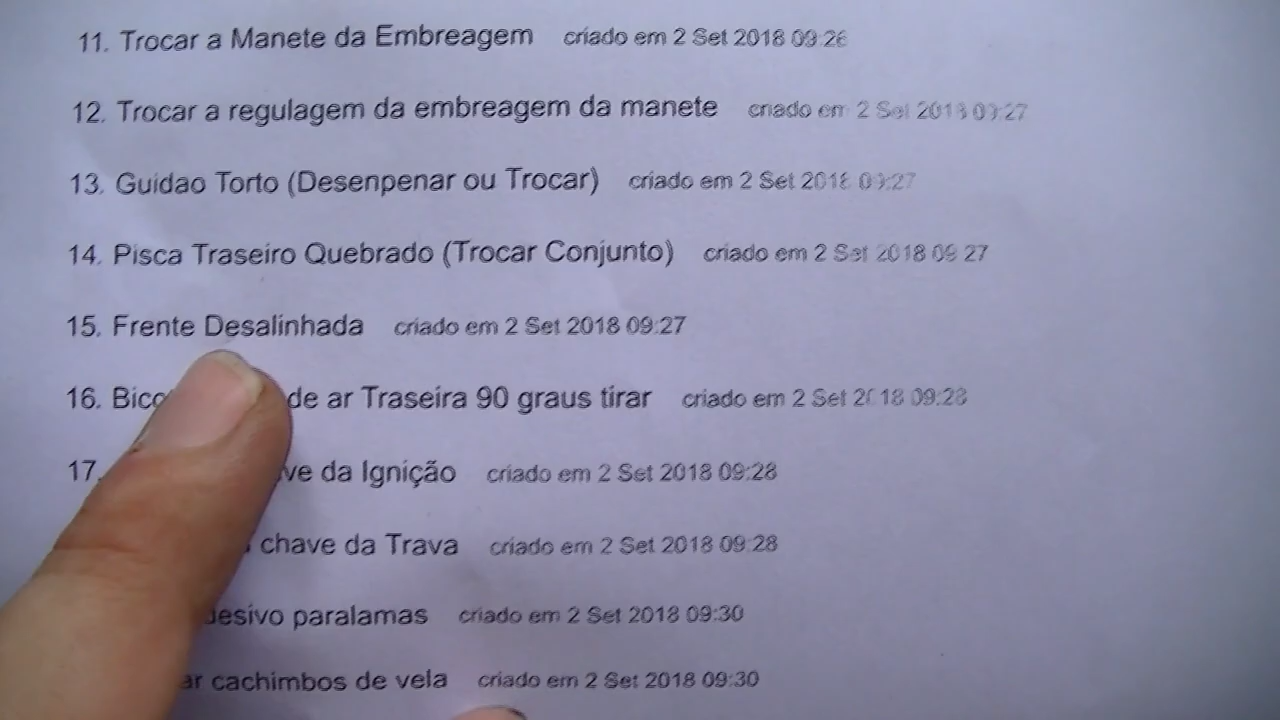 11. Trocar a Manete da Embreagem criado em 2 Set 2018 09:26
12. Trocar a regulagem da embreagem da manete criado em 2 Set 2018 09:27
13. Guidao Torto (Desenpenar ou Trocar) criado em 2 Set 2018 09:27
14. Pisca Traseiro Quebrado (Trocar Conjunto) criado em 2 Set 2018 09 27
15. Frente Desalinhada criado em 2 Set 2018 09:27
16. de ar Traseira 90 graus tirar criado em 2 Set 2018 09:28
17. da Ignição criado em 2 Set 2018 09:28
chave da Trava criado em 2 Set 2018 09:28
paralamas criado em 2 Set 2018 09:30
cachimbos de vela criado em 2 Set 2018 09:30